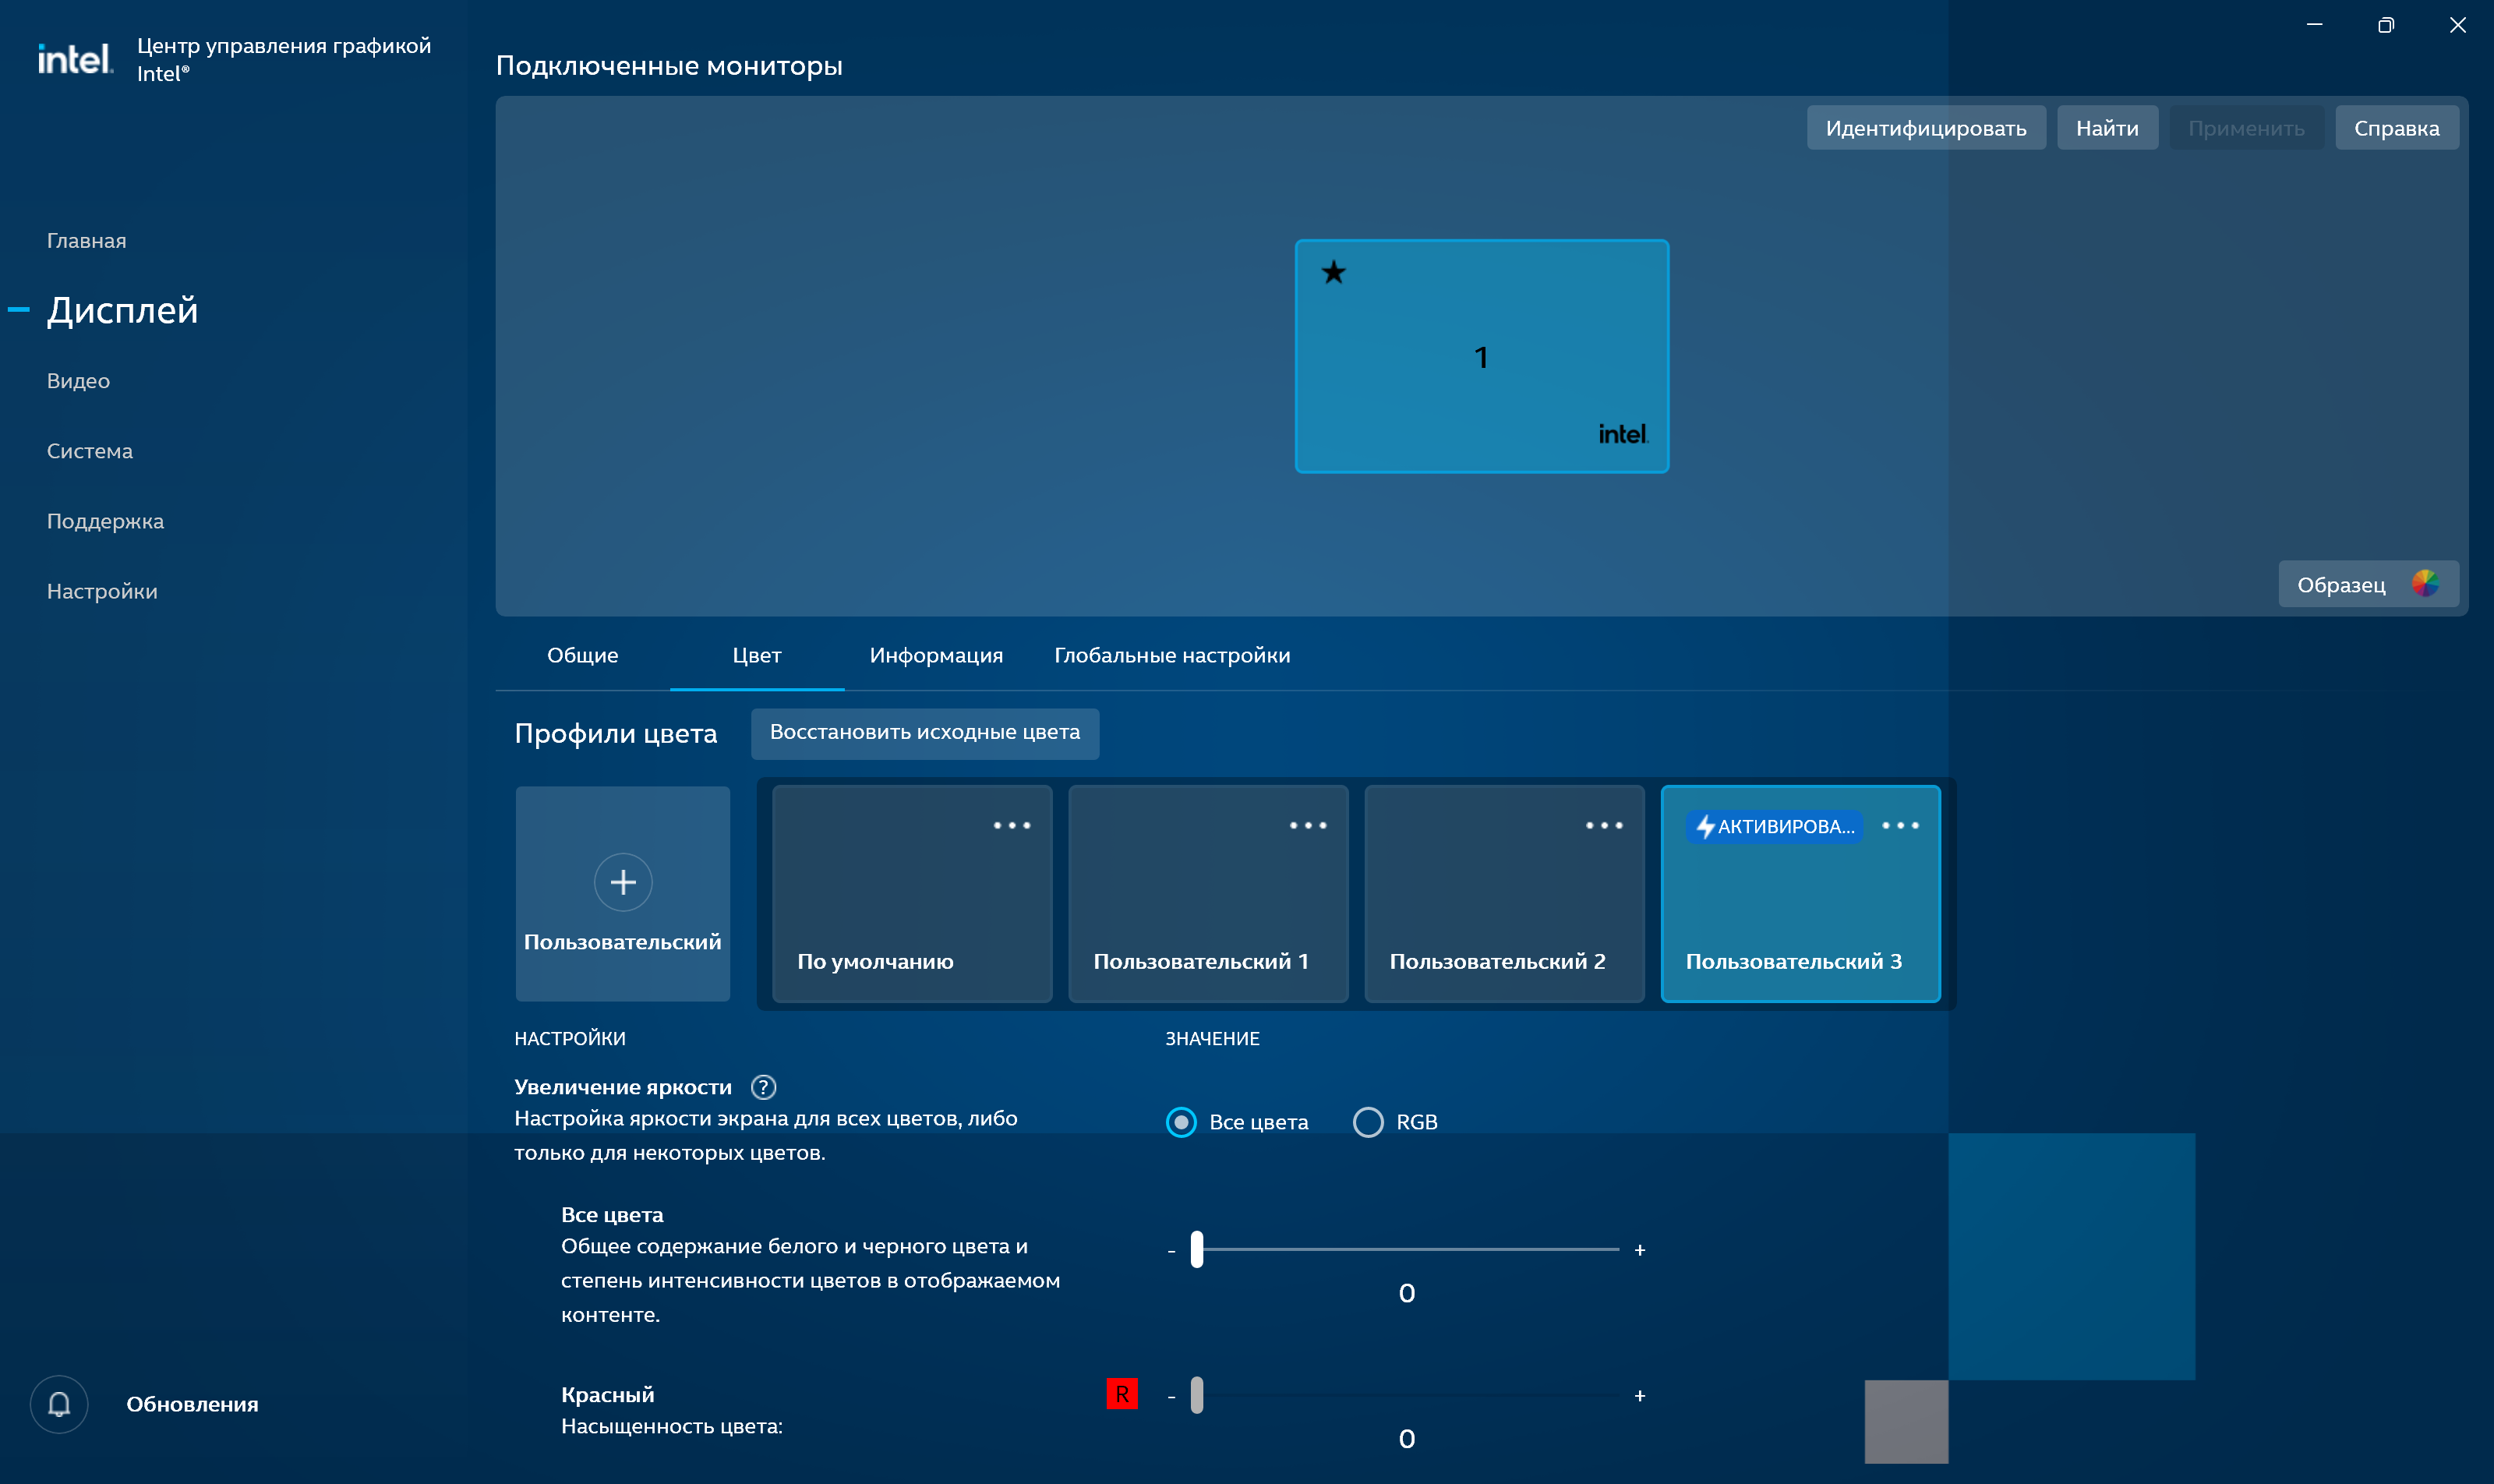 intel.
Центр управления графикой
Intel®
Главная
Дисплей
Видео
Система
Поддержка
Настройки
Обновления
Подключенные мониторы
Идентифицировать
Найти
Применить
Справка
1
intel.
Образец
Общие
Цвет
Информация
Глобальные настройки
Профили цвета
Восстановить исходные цвета
Пользовательский
По умолчанию
Пользовательский 1
Пользовательский 2
АКТИВИРОВА...
Пользовательский 3
НАСТРОЙКИ
ЗНАЧЕНИЕ
Увеличение яркости ?
Настройка яркости экрана для всех цветов, либо
только для некоторых цветов.
Все цвета
RGB
Все цвета
Общее содержание белого и черного цвета и
степень интенсивности цветов в отображаемом
контенте.
- +
0
Красный
Насыщенность цвета:
R
- +
0